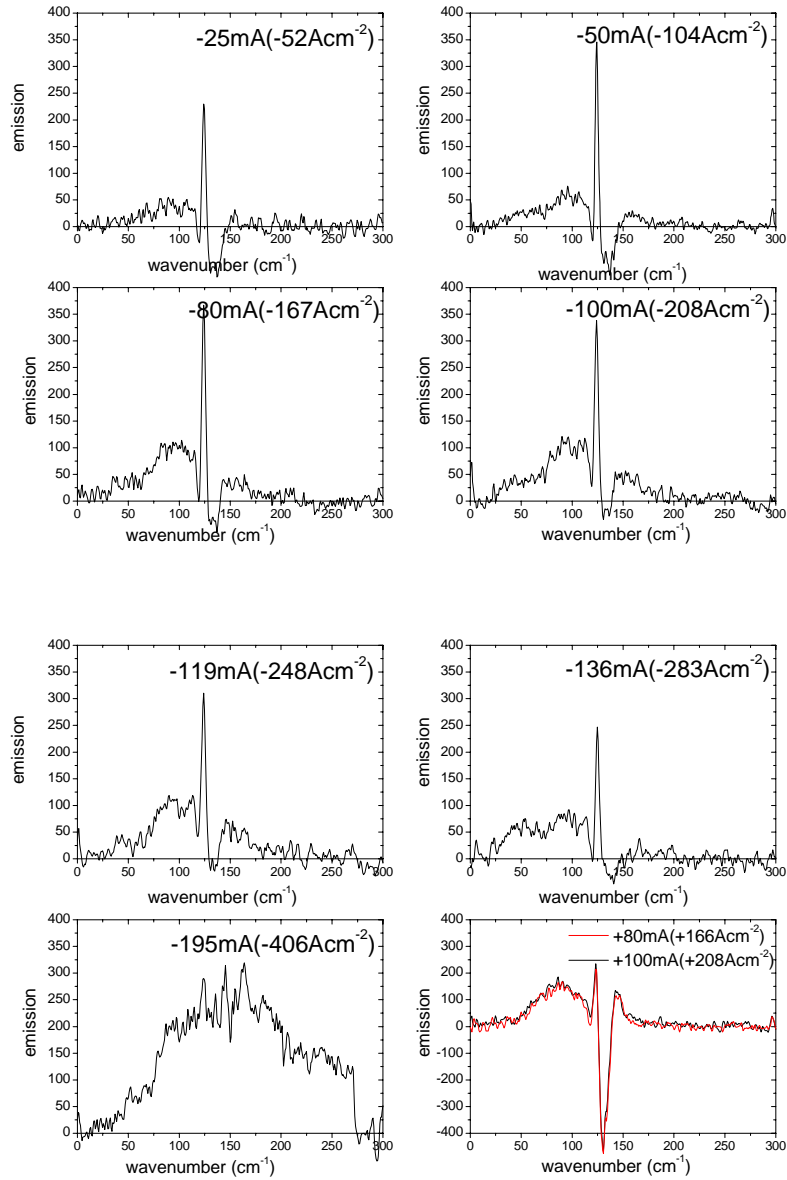 -25mA(-52Acm⁻²)
400
350
300
250
200
150
100
50
0
emission
0 50 100 150 200 250 300
wavenumber (cm⁻¹)
-50mA(-104Acm⁻²)
400
350
300
250
200
150
100
50
0
emission
0 50 100 150 200 250 300
wavenumber (cm⁻¹)
-80mA(-167Acm⁻²)
400
350
300
250
200
150
100
50
0
emission
0 50 100 150 200 250 300
wavenumber (cm⁻¹)
-100mA(-208Acm⁻²)
400
350
300
250
200
150
100
50
0
emission
0 50 100 150 200 250 300
wavenumber (cm⁻¹)
-119mA(-248Acm⁻²)
400
350
300
250
200
150
100
50
0
emission
0 50 100 150 200 250 300
wavenumber (cm⁻¹)
-136mA(-283Acm⁻²)
400
350
300
250
200
150
100
50
0
emission
0 50 100 150 200 250 300
wavenumber (cm⁻¹)
-195mA(-406Acm⁻²)
400
350
300
250
200
150
100
50
0
emission
0 50 100 150 200 250 300
wavenumber (cm⁻¹)
+80mA(+166Acm⁻²)
+100mA(+208Acm⁻²)
400
300
200
100
0
-100
-200
-300
-400
emission
0 50 100 150 200 250 300
wavenumber (cm⁻¹)